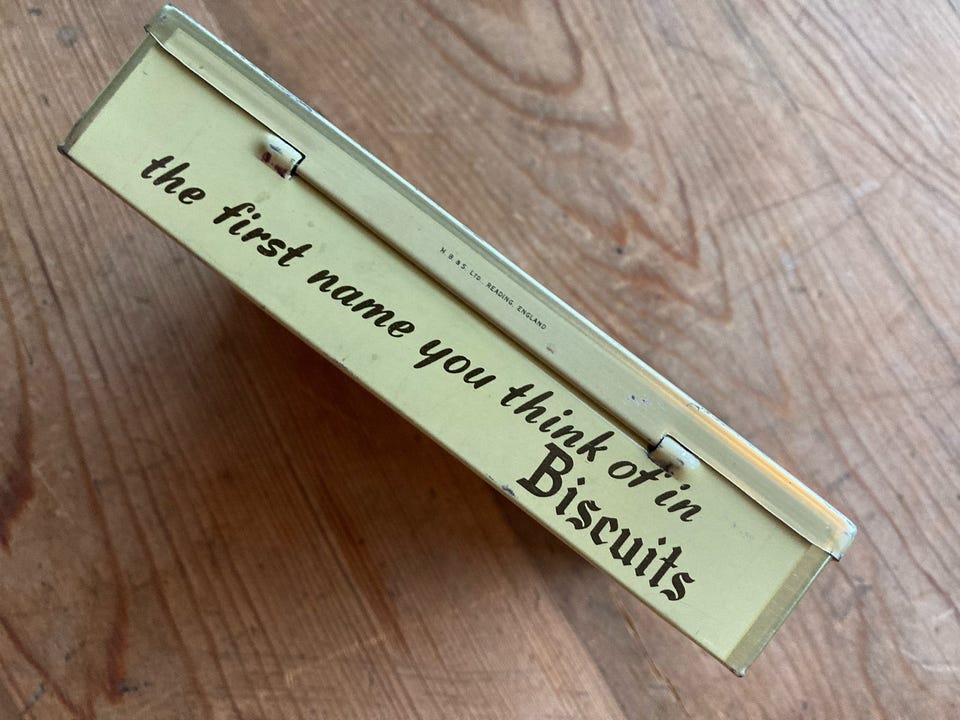 H. B. & S. LTD., READING, ENGLAND
the first name you think of in
Biscuits